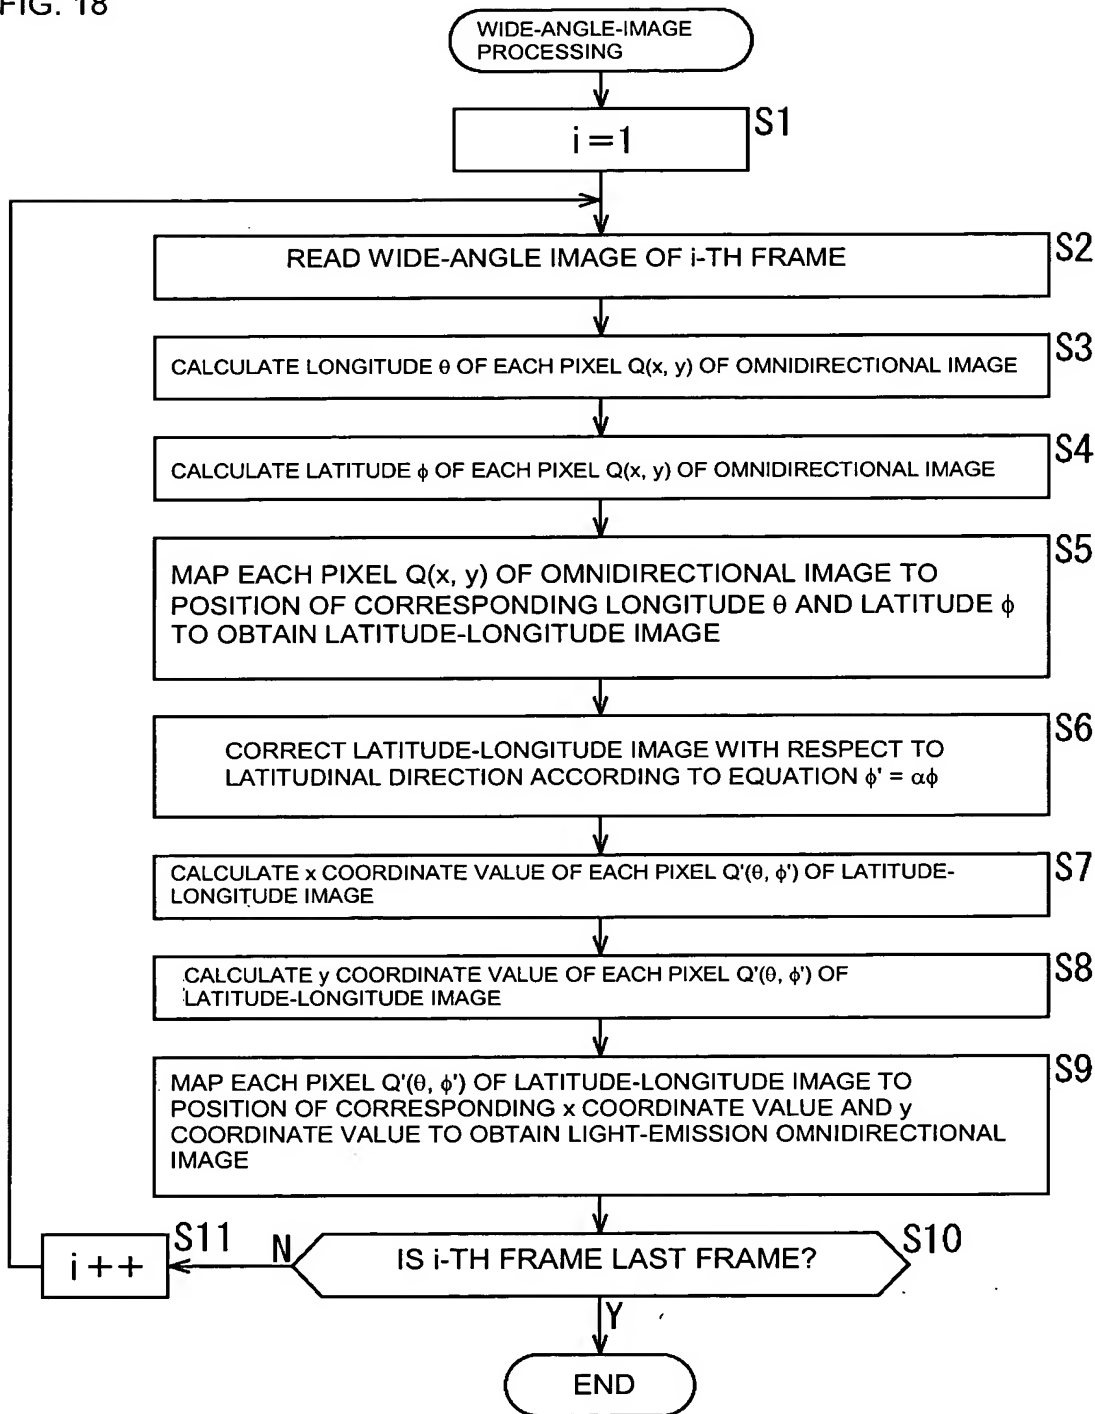 FIG. 18
WIDE-ANGLE-IMAGE
PROCESSING
i=1
S1
READ WIDE-ANGLE IMAGE OF i-TH FRAME
S2
CALCULATE LONGITUDE θ OF EACH PIXEL Q(x, y) OF OMNIDIRECTIONAL IMAGE
S3
CALCULATE LATITUDE ϕ OF EACH PIXEL Q(x, y) OF OMNIDIRECTIONAL IMAGE
S4
MAP EACH PIXEL Q(x, y) OF OMNIDIRECTIONAL IMAGE TO
POSITION OF CORRESPONDING LONGITUDE θ AND LATITUDE ϕ
TO OBTAIN LATITUDE-LONGITUDE IMAGE
S5
CORRECT LATITUDE-LONGITUDE IMAGE WITH RESPECT TO
LATITUDINAL DIRECTION ACCORDING TO EQUATION ϕ' = αϕ
S6
CALCULATE x COORDINATE VALUE OF EACH PIXEL Q'(θ, ϕ') OF LATITUDE-
LONGITUDE IMAGE
S7
CALCULATE y COORDINATE VALUE OF EACH PIXEL Q'(θ, ϕ') OF
LATITUDE-LONGITUDE IMAGE
S8
MAP EACH PIXEL Q'(θ, ϕ') OF LATITUDE-LONGITUDE IMAGE TO
POSITION OF CORRESPONDING x COORDINATE VALUE AND y
COORDINATE VALUE TO OBTAIN LIGHT-EMISSION OMNIDIRECTIONAL
IMAGE
S9
IS i-TH FRAME LAST FRAME?
S10
N
S11
i++
Y
END